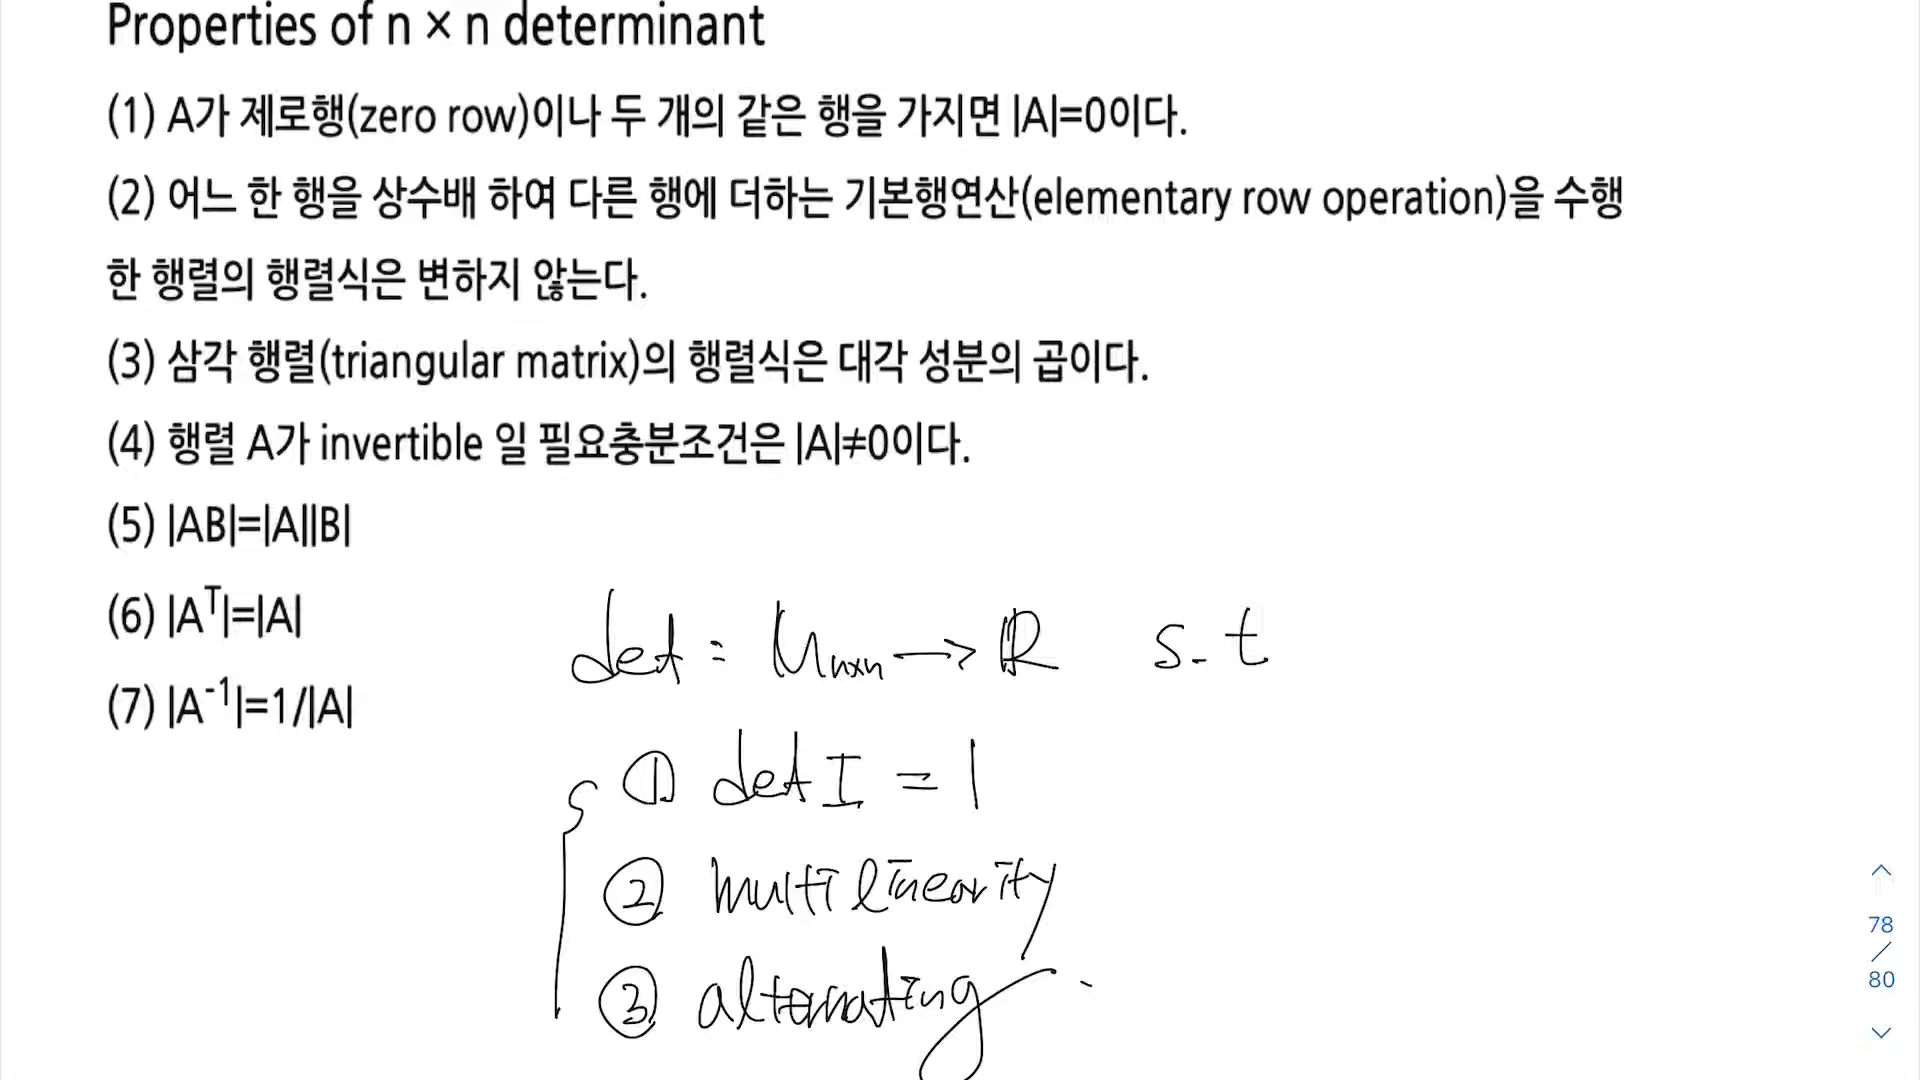 Properties of n × n determinant
(1) A가 제로행(zero row)이나 두 개의 같은 행을 가지면 |A|=0이다.
(2) 어느 한 행을 상수배 하여 다른 행에 더하는 기본행연산(elementary row operation)을 수행
한 행렬의 행렬식은 변하지 않는다.
(3) 삼각 행렬(triangular matrix)의 행렬식은 대각 성분의 곱이다.
(4) 행렬 A가 invertible 일 필요충분조건은 |A|≠0이다.
(5) |AB|=|A||B|
(6) |Aᵀ|=|A|
(7) |A⁻¹|=1/|A|
det : Mₙₓₙ → ℝ s.t
① det I = 1
② multilinearity
③ alternating.
78
/
80